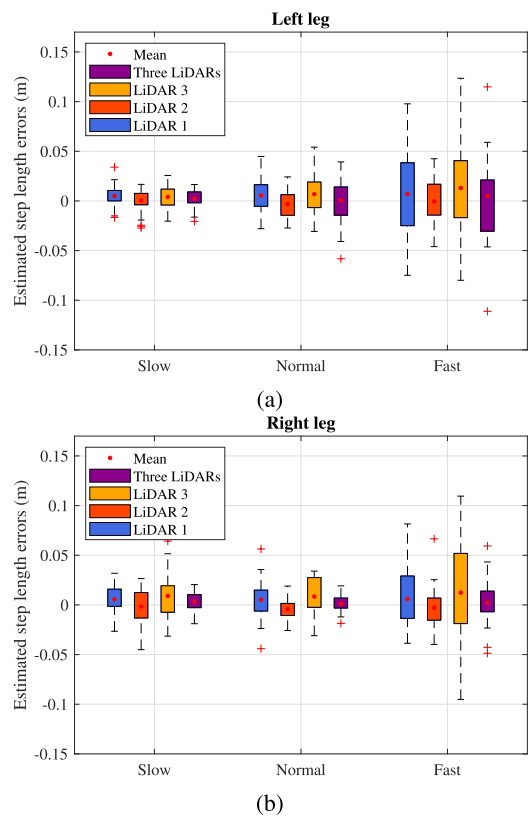 Left leg
Estimated step length errors (m)
0.15
0.1
0.05
0
-0.05
-0.1
-0.15
Mean
Three LiDARs
LiDAR 3
LiDAR 2
LiDAR 1
Slow
Normal
Fast
(a)
Right leg
Estimated step length errors (m)
0.15
0.1
0.05
0
-0.05
-0.1
-0.15
Mean
Three LiDARs
LiDAR 3
LiDAR 2
LiDAR 1
Slow
Normal
Fast
(b)